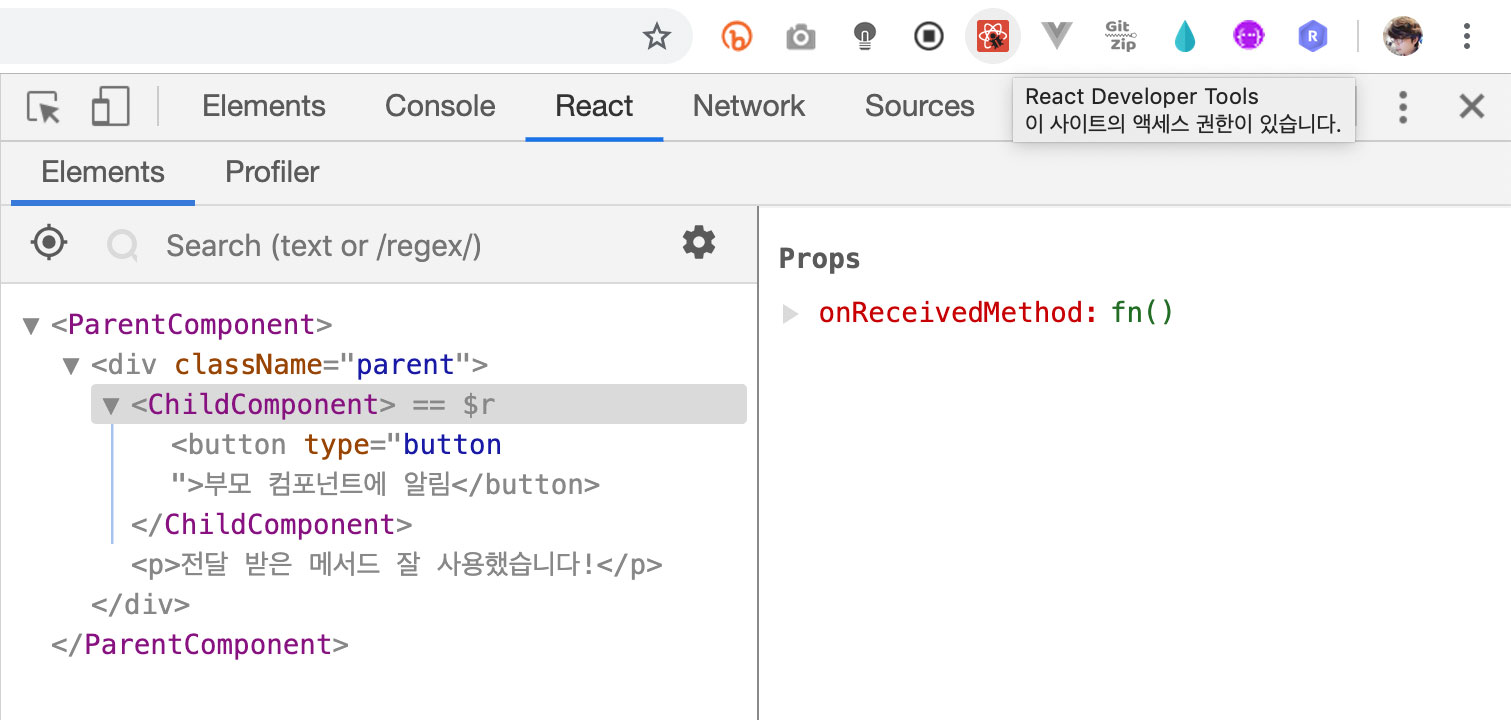 Git
Zip
R
Elements
Console
React
Network
Sources
React Developer Tools
이 사이트의 액세스 권한이 있습니다.
Elements
Profiler
Search (text or /regex/)
▼ <ParentComponent>
▼ <div className="parent">
▼ <ChildComponent> == $r
<button type="button
">부모 컴포넌트에 알림</button>
</ChildComponent>
<p>전달 받은 메서드 잘 사용했습니다!</p>
</div>
</ParentComponent>
Props
▶ onReceivedMethod: fn()